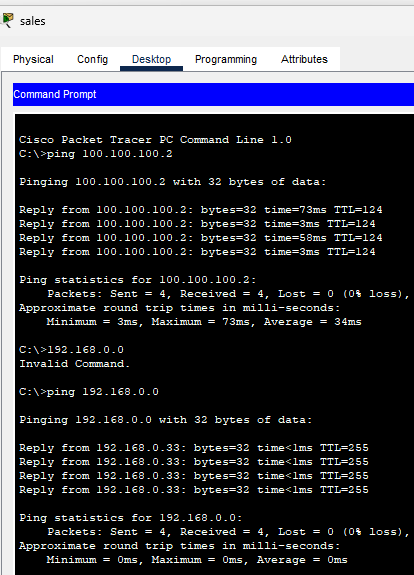 sales
Physical Config Desktop Programming Attributes
Command Prompt
Cisco Packet Tracer PC Command Line 1.0
C:\>ping 100.100.100.2
Pinging 100.100.100.2 with 32 bytes of data:
Reply from 100.100.100.2: bytes=32 time=73ms TTL=124
Reply from 100.100.100.2: bytes=32 time=3ms TTL=124
Reply from 100.100.100.2: bytes=32 time=58ms TTL=124
Reply from 100.100.100.2: bytes=32 time=3ms TTL=124
Ping statistics for 100.100.100.2:
Packets: Sent = 4, Received = 4, Lost = 0 (0% loss),
Approximate round trip times in milli-seconds:
Minimum = 3ms, Maximum = 73ms, Average = 34ms
C:\>192.168.0.0
Invalid Command.
C:\>ping 192.168.0.0
Pinging 192.168.0.0 with 32 bytes of data:
Reply from 192.168.0.33: bytes=32 time<1ms TTL=255
Reply from 192.168.0.33: bytes=32 time<1ms TTL=255
Reply from 192.168.0.33: bytes=32 time<1ms TTL=255
Reply from 192.168.0.33: bytes=32 time<1ms TTL=255
Ping statistics for 192.168.0.0:
Packets: Sent = 4, Received = 4, Lost = 0 (0% loss),
Approximate round trip times in milli-seconds:
Minimum = 0ms, Maximum = 0ms, Average = 0ms